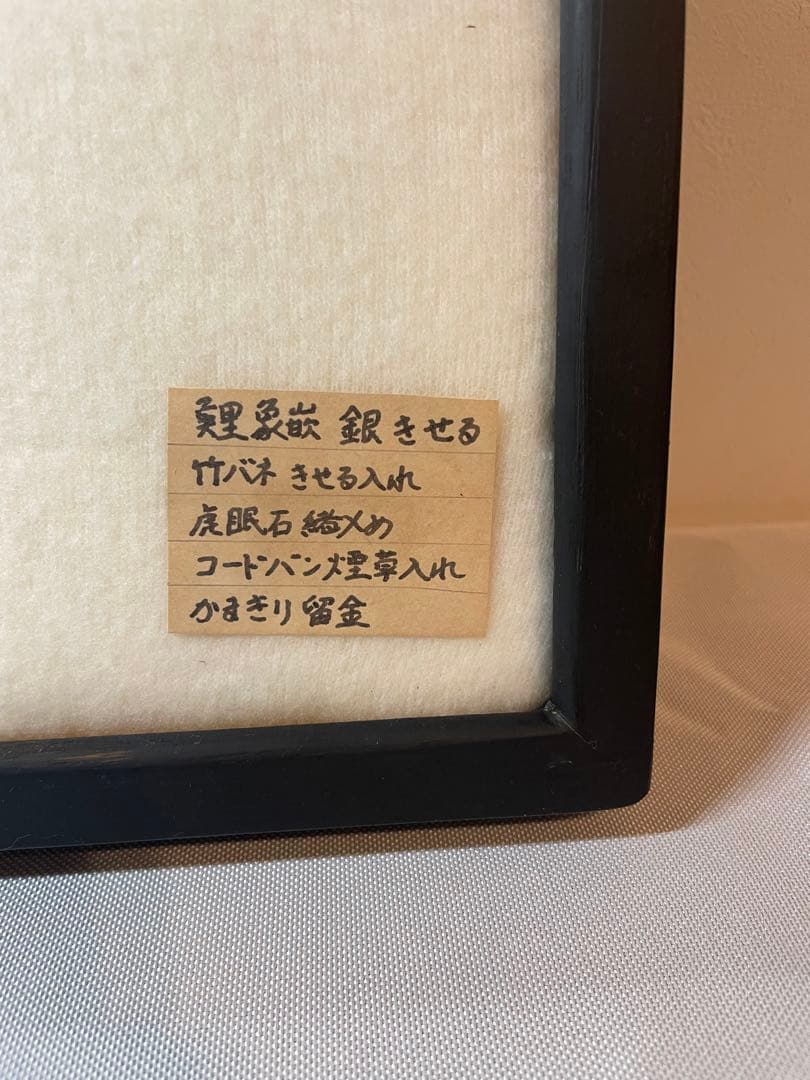 鯉象嵌 銀きせる
竹バネ きせる入れ
虎眠石 緒〆め
コードバン煙草入れ
かまきり留金